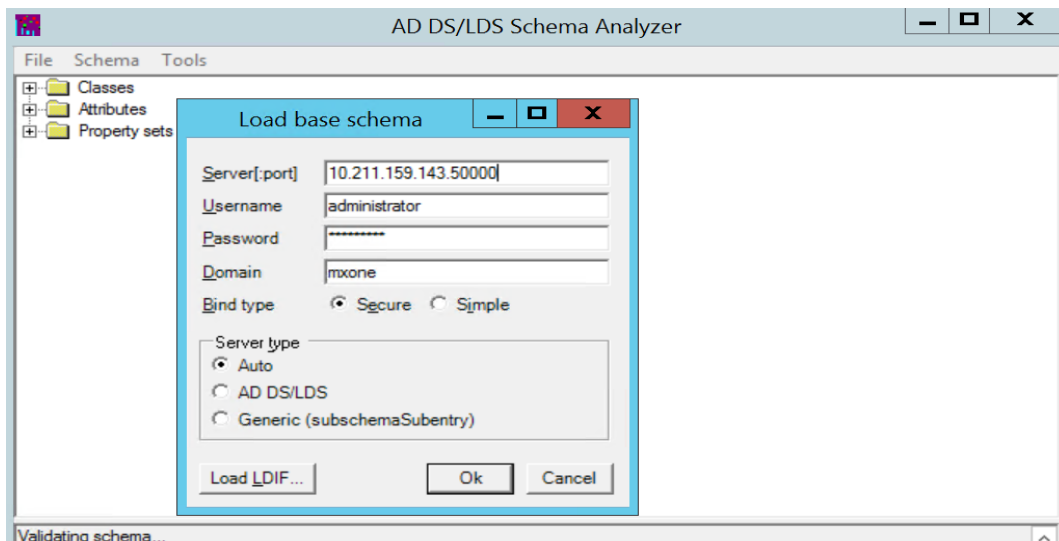 AD DS/LDS Schema Analyzer
File Schema Tools
Classes
Attributes
Property sets
Load base schema
Server[:port] 10.211.159.143.50000
Username administrator
Password *********
Domain mxone
Bind type Secure Simple
Server type
Auto
AD DS/LDS
Generic (subschemaSubentry)
Load LDIF... Ok Cancel
Validating schema...